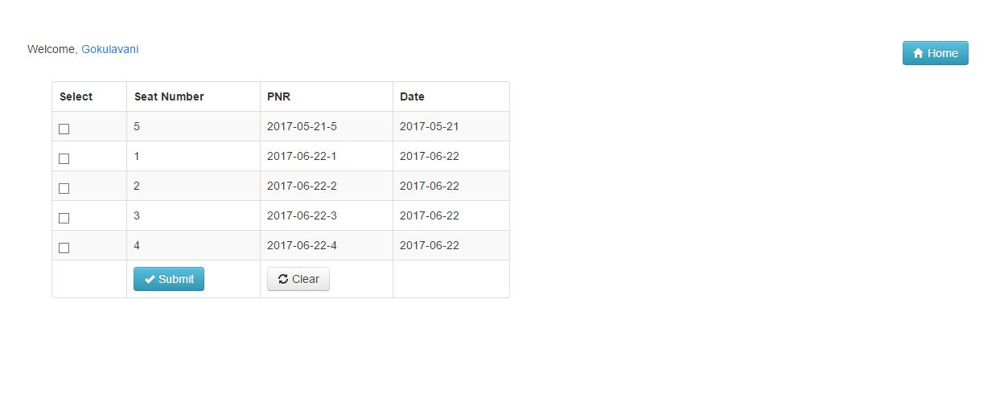 Welcome, Gokulavani
Home
Select Seat Number PNR Date
5 2017-05-21-5 2017-05-21
1 2017-06-22-1 2017-06-22
2 2017-06-22-2 2017-06-22
3 2017-06-22-3 2017-06-22
4 2017-06-22-4 2017-06-22
Submit Clear